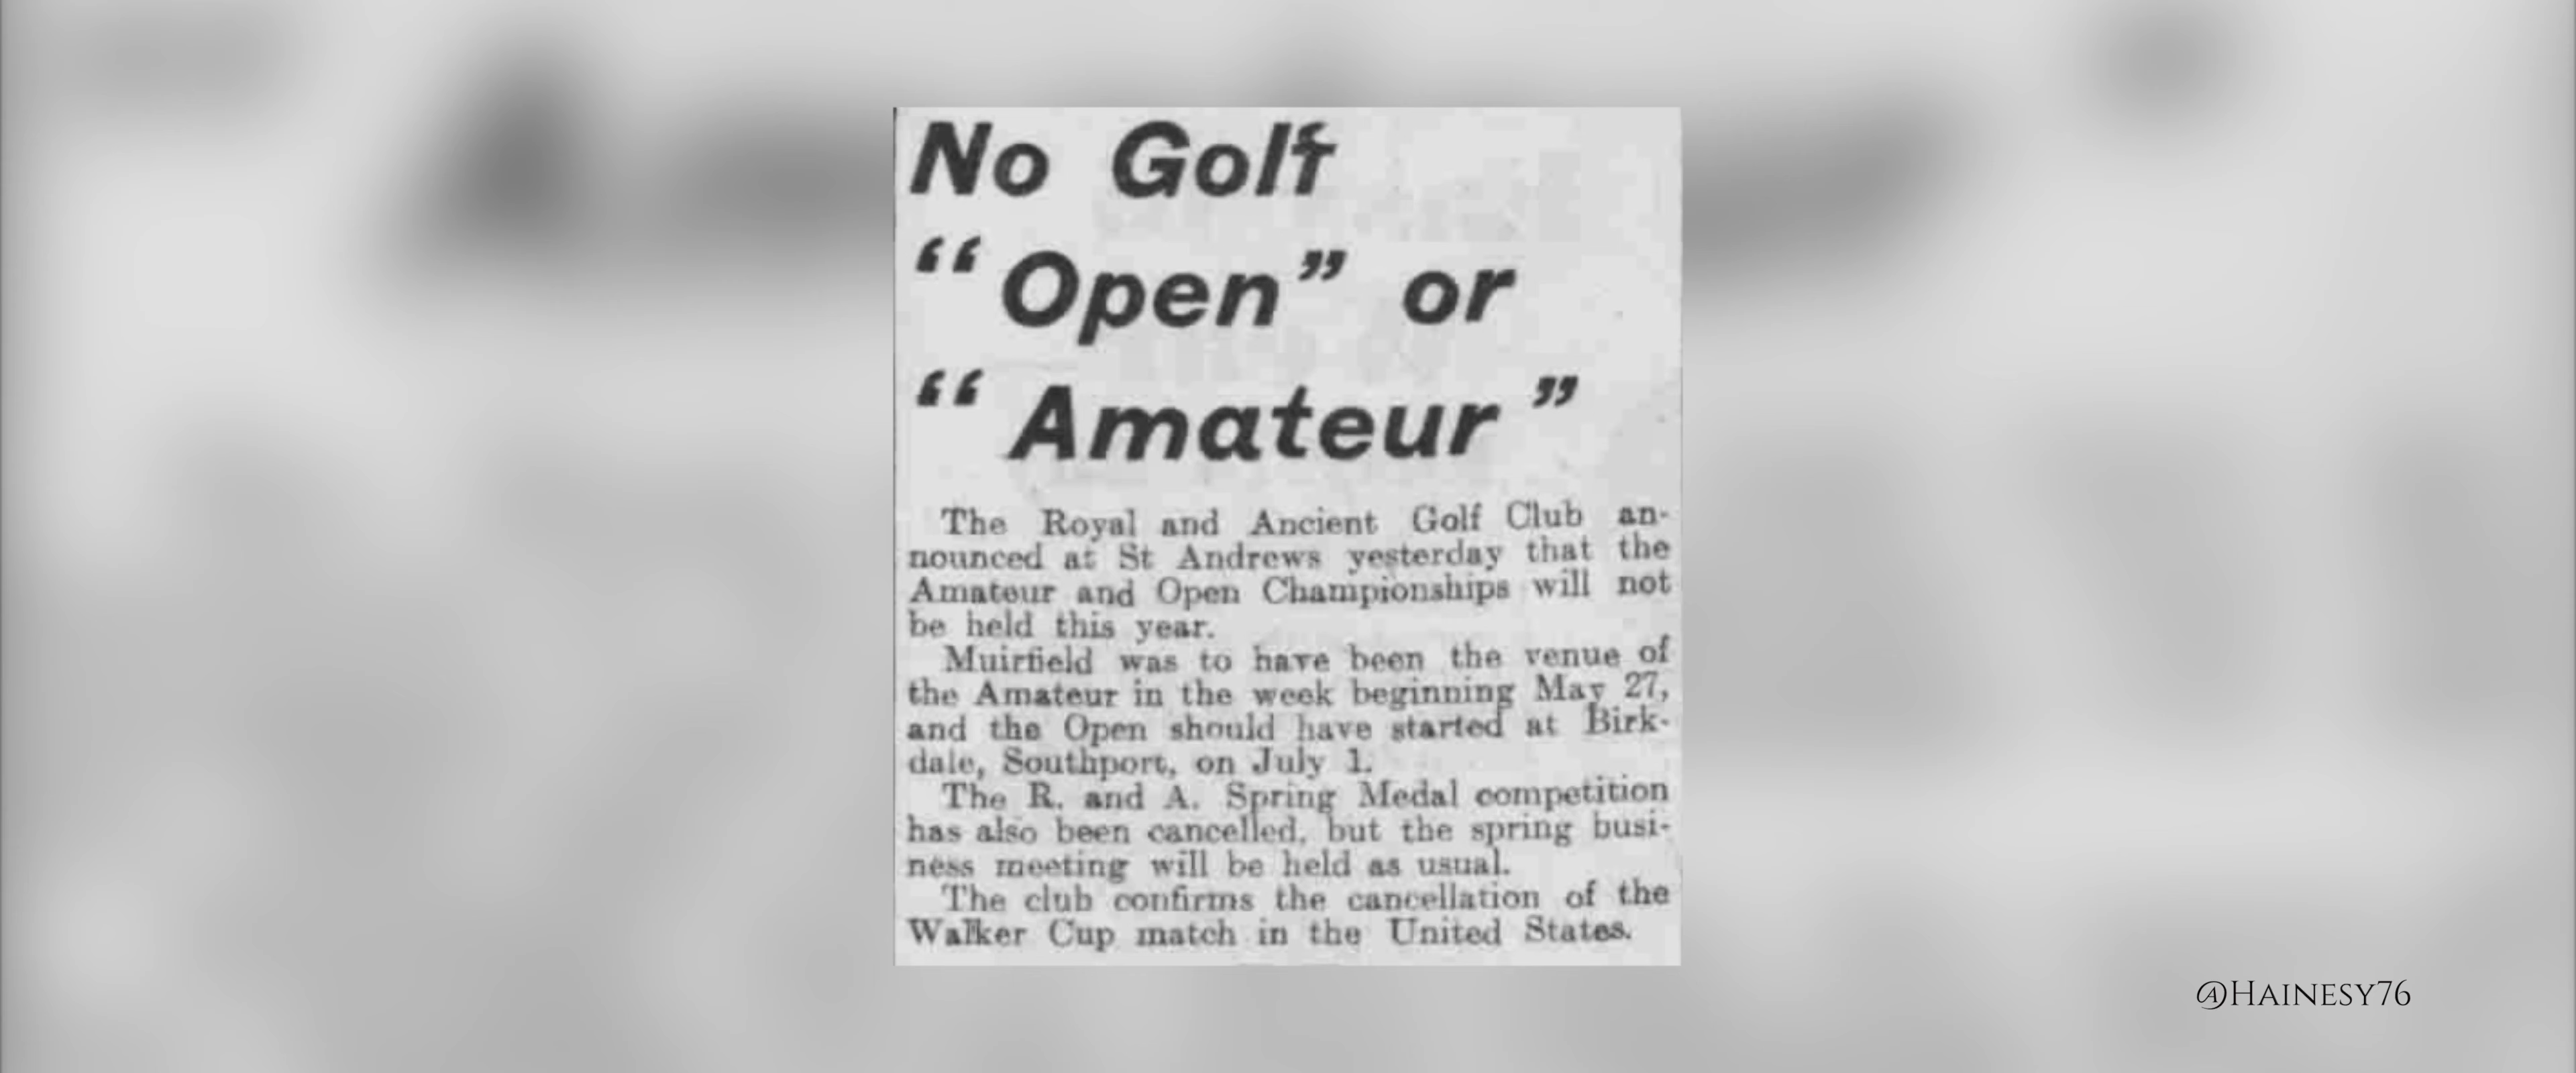 No Golf
“Open” or
“Amateur”
The Royal and Ancient Golf Club an-
nounced at St Andrews yesterday that the
Amateur and Open Championships will not
be held this year.
Muirfield was to have been the venue of
the Amateur in the week beginning May 27,
and the Open should have started at Birk-
dale, Southport, on July 1.
The R. and A. Spring Medal competition
has also been cancelled, but the spring busi-
ness meeting will be held as usual.
The club confirms the cancellation of the
Walker Cup match in the United States.
@Hainesy76